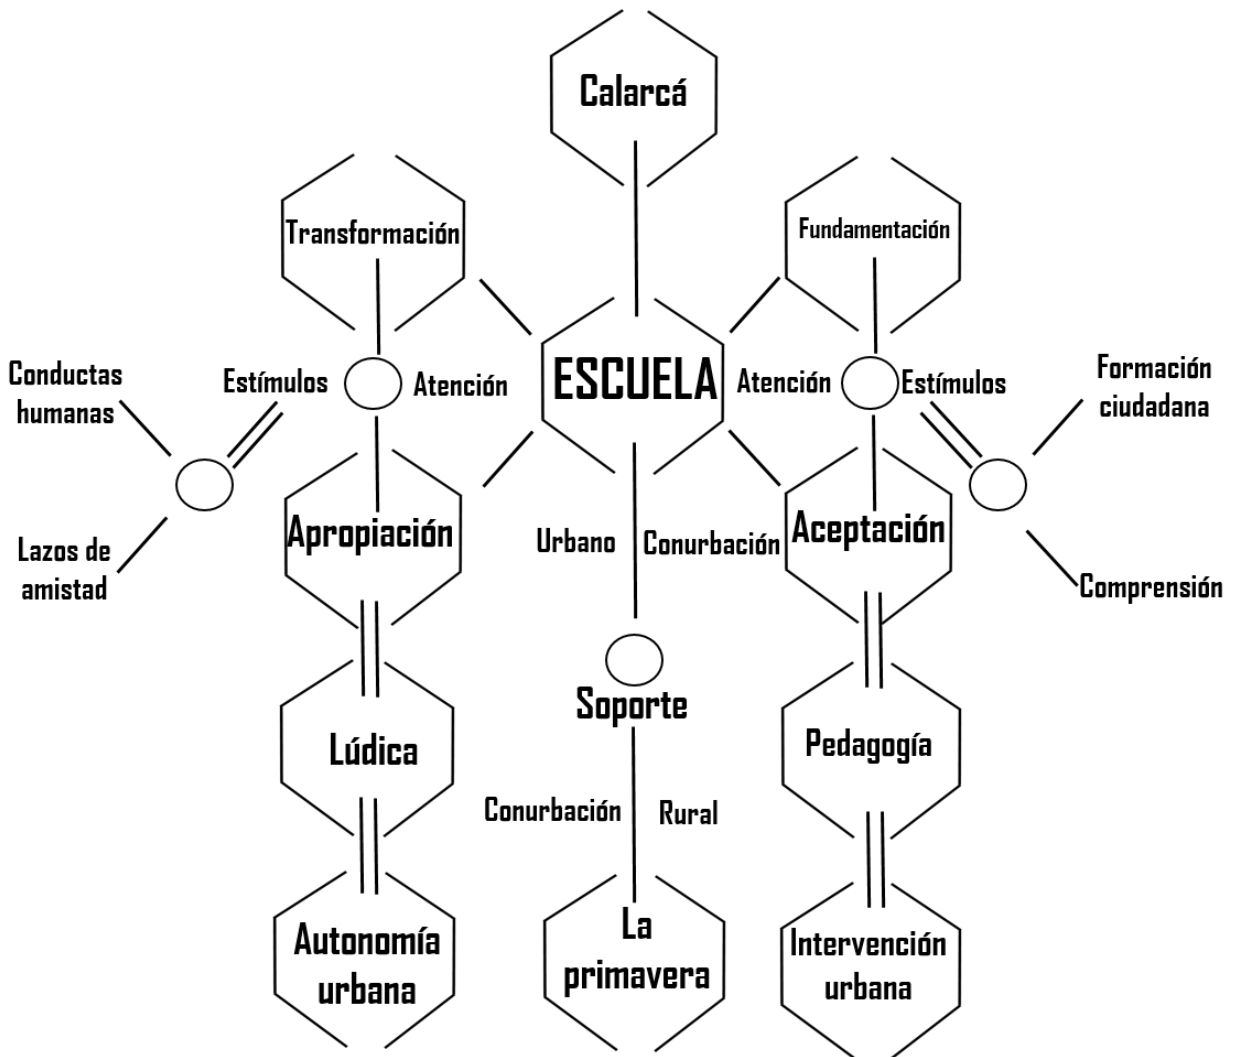 Calarcá
Transformación
Fundamentación
Conductas
humanas
Estímulos
Atención
ESCUELA
Atención
Estímulos
Formación
ciudadana
Lazos de
amistad
Apropiación
Urbano
Conurbación
Aceptación
Comprensión
Soporte
Lúdica
Pedagogía
Conurbación
Rural
Autonomía
urbana
La
primavera
Intervención
urbana